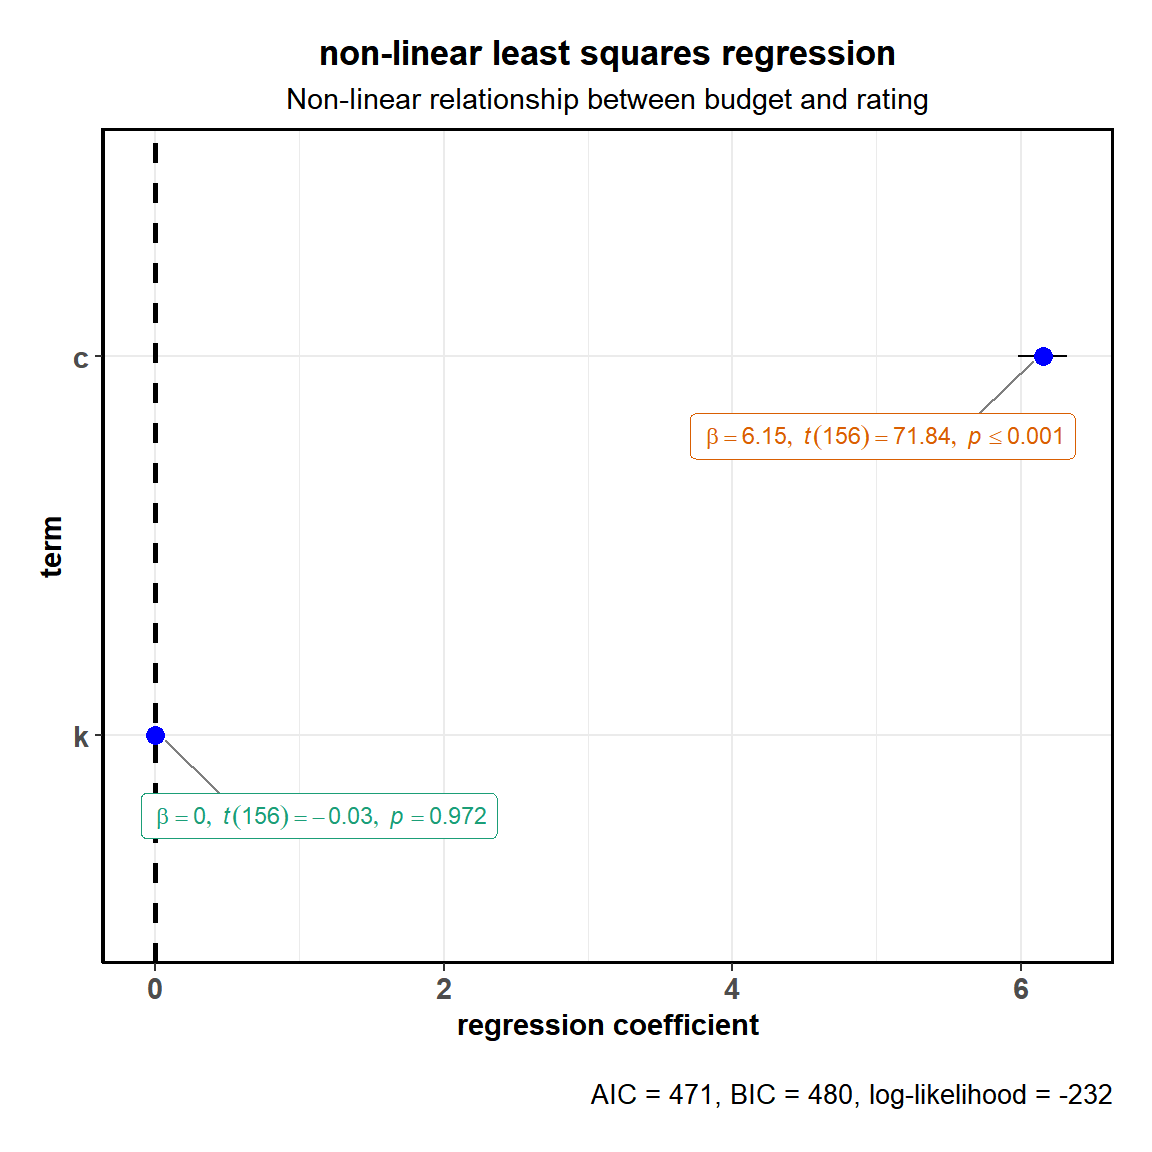 non-linear least squares regression
Non-linear relationship between budget and rating
c
β = 6.15, t(156) = 71.84, p ≤ 0.001
term
k
β = 0, t(156) = −0.03, p = 0.972
0 2 4 6
regression coefficient
AIC = 471, BIC = 480, log-likelihood = -232